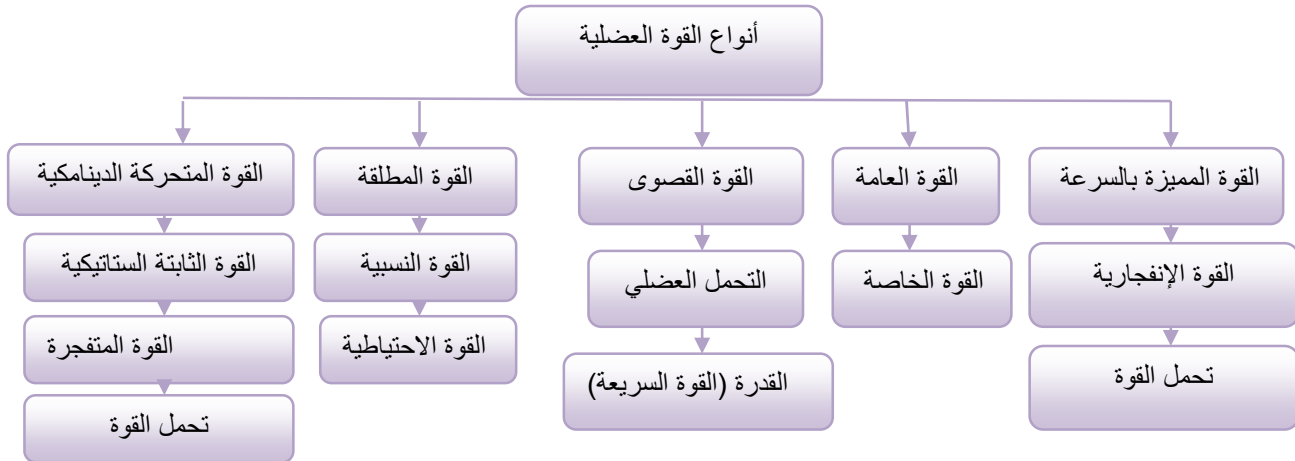 أنواع القوة العضلية
القوة المميزة بالسرعة
القوة الإنفجارية
تحمل القوة
القوة العامة
القوة الخاصة
القوة القصوى
التحمل العضلي
القدرة (القوة السريعة)
القوة المطلقة
القوة النسبية
القوة الاحتياطية
القوة المتحركة الدينامكية
القوة الثابتة الستاتيكية
القوة المتفجرة
تحمل القوة